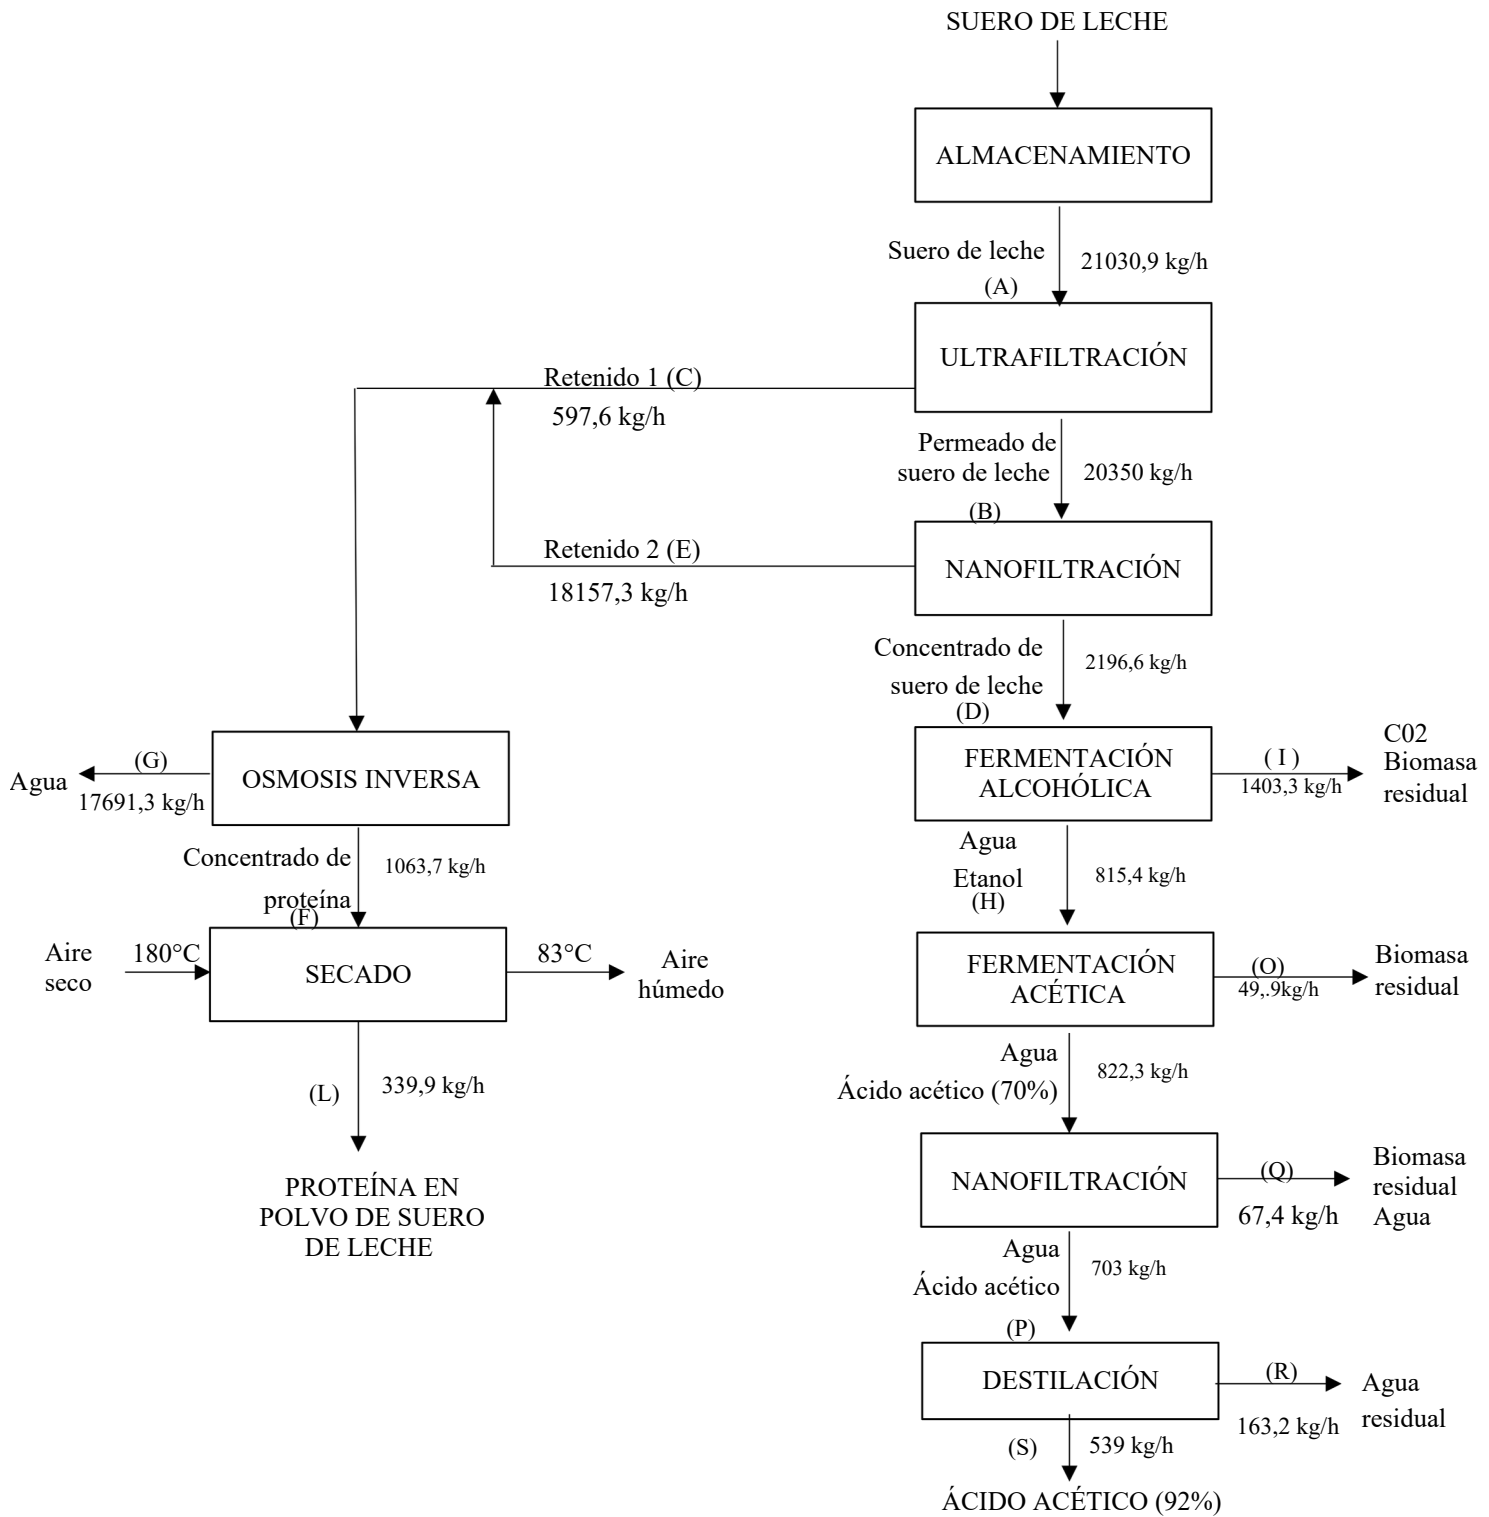 SUERO DE LECHE
ALMACENAMIENTO
Suero de leche
21030,9 kg/h
(A)
ULTRAFILTRACIÓN
Retenido 1 (C)
597,6 kg/h
Permeado de
suero de leche
20350 kg/h
(B)
NANOFILTRACIÓN
Retenido 2 (E)
18157,3 kg/h
Concentrado de
suero de leche
2196,6 kg/h
(D)
FERMENTACIÓN
ALCOHÓLICA
( I )
1403,3 kg/h
C02
Biomasa
residual
Agua
(G)
17691,3 kg/h
OSMOSIS INVERSA
Concentrado de
proteína
1063,7 kg/h
(F)
Agua
Etanol
(H)
815,4 kg/h
Aire
seco
180°C
SECADO
83°C
Aire
húmedo
FERMENTACIÓN
ACÉTICA
(O)
49,.9kg/h
Biomasa
residual
(L)
339,9 kg/h
PROTEÍNA EN
POLVO DE SUERO
DE LECHE
Agua
Ácido acético (70%)
822,3 kg/h
NANOFILTRACIÓN
(Q)
67,4 kg/h
Biomasa
residual
Agua
Agua
Ácido acético
703 kg/h
(P)
DESTILACIÓN
(R)
163,2 kg/h
Agua
residual
(S)
539 kg/h
ÁCIDO ACÉTICO (92%)